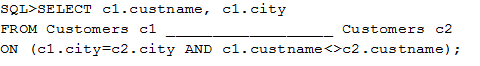 SQL>SELECT c1.custname, c1.city
FROM Customers c1 __________________ Customers c2
ON (c1.city=c2.city AND c1.custname<>c2.custname);